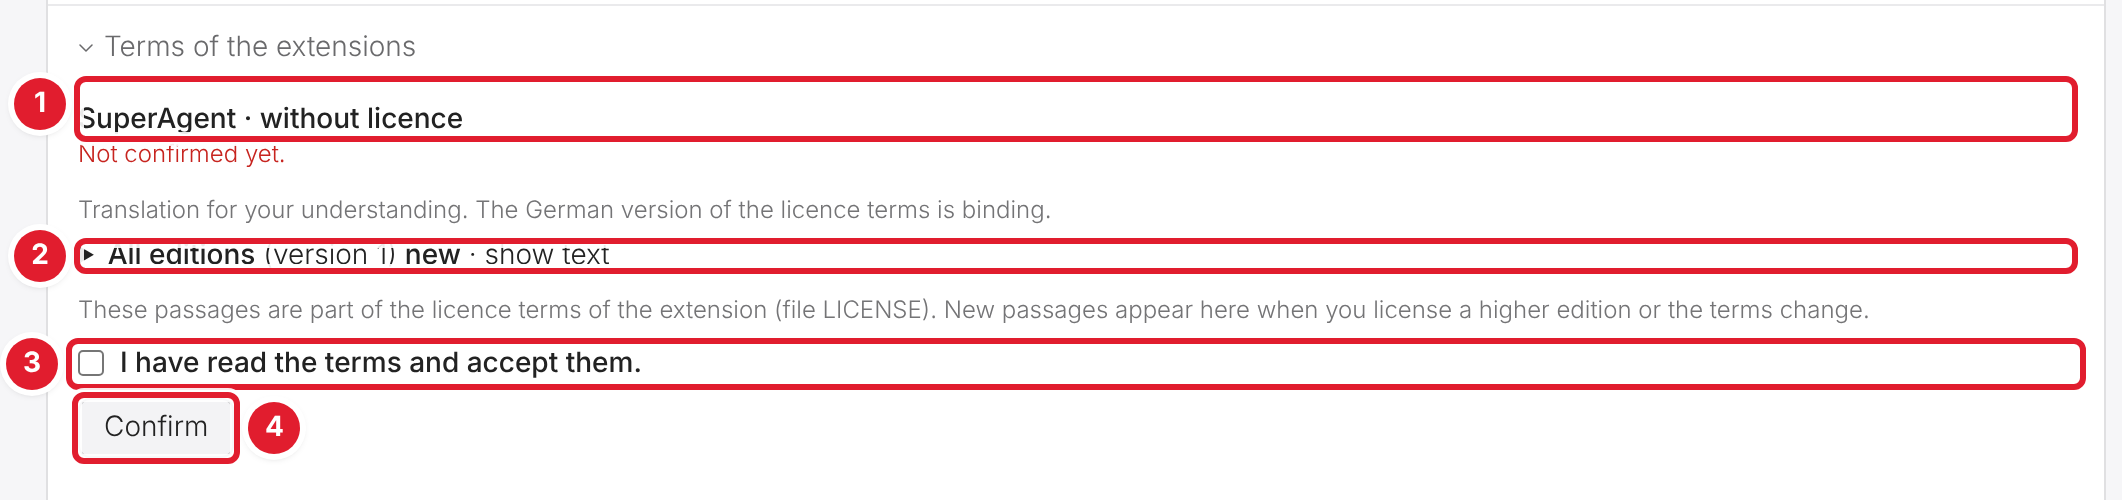 Terms of the extensions
1
SuperAgent · without licence
Not confirmed yet.
Translation for your understanding. The German version of the licence terms is binding.
2
All editions (version 1) new · show text
These passages are part of the licence terms of the extension (file LICENSE). New passages appear here when you license a higher edition or the terms change.
3
I have read the terms and accept them.
Confirm
4